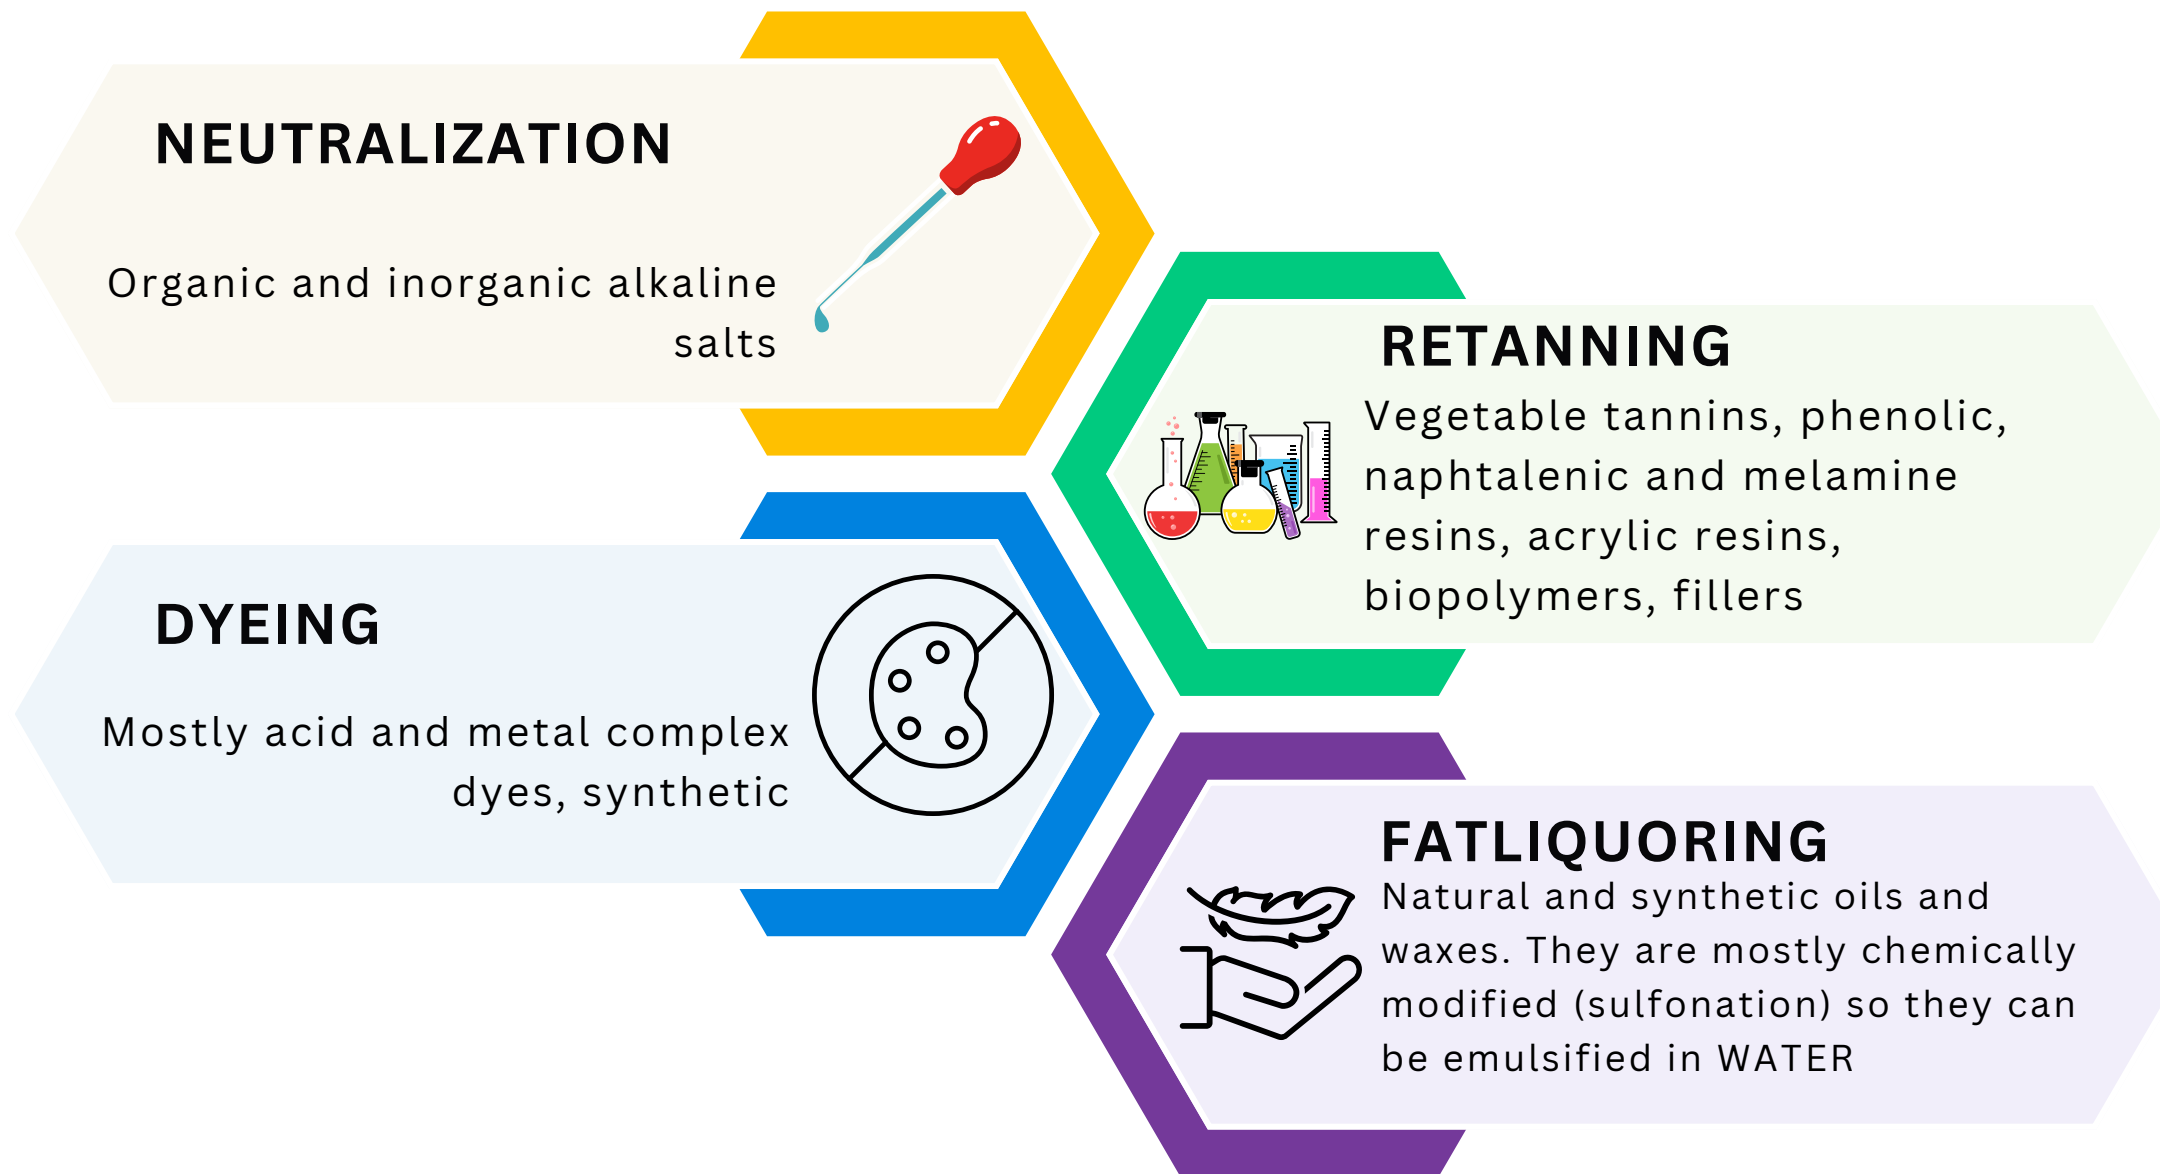 NEUTRALIZATION
Organic and inorganic alkaline
salts
RETANNING
Vegetable tannins, phenolic,
naphtalenic and melamine
resins, acrylic resins,
biopolymers, fillers
DYEING
Mostly acid and metal complex
dyes, synthetic
FATLIQUORING
Natural and synthetic oils and
waxes. They are mostly chemically
modified (sulfonation) so they can
be emulsified in WATER